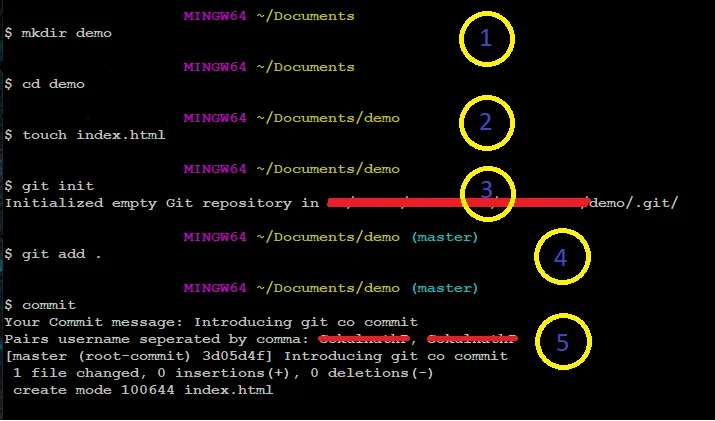 MINGW64 ~/Documents
$ mkdir demo
1
MINGW64 ~/Documents
$ cd demo
MINGW64 ~/Documents/demo
2
$ touch index.html
MINGW64 ~/Documents/demo
3
$ git init
Initialized empty Git repository in /demo/.git/
MINGW64 ~/Documents/demo (master)
$ git add .
4
MINGW64 ~/Documents/demo (master)
$ commit
Your Commit message: Introducing git co commit
Pairs username seperated by comma: ,
5
[master (root-commit) 3d05d4f] Introducing git co commit
1 file changed, 0 insertions(+), 0 deletions(-)
create mode 100644 index.html